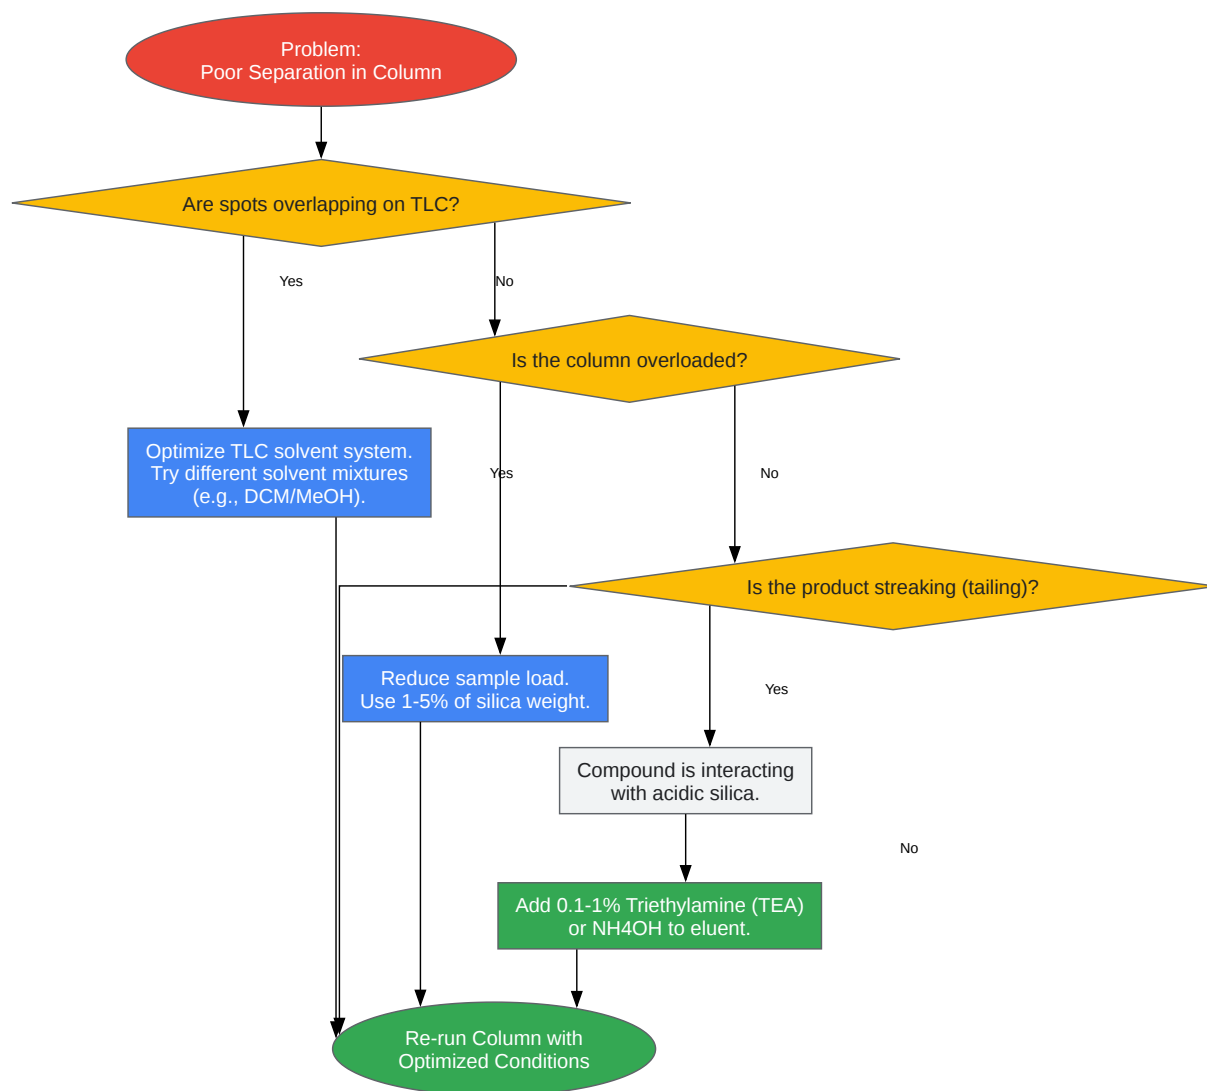 Problem:
Poor Separation in Column
Are spots overlapping on TLC?
Yes
No
Is the column overloaded?
Optimize TLC solvent system.
Try different solvent mixtures
(e.g., DCM/MeOH).
Yes
No
Is the product streaking (tailing)?
Reduce sample load.
Use 1-5% of silica weight.
Yes
Compound is interacting
with acidic silica.
No
Add 0.1-1% Triethylamine (TEA)
or NH4OH to eluent.
Re-run Column with
Optimized Conditions